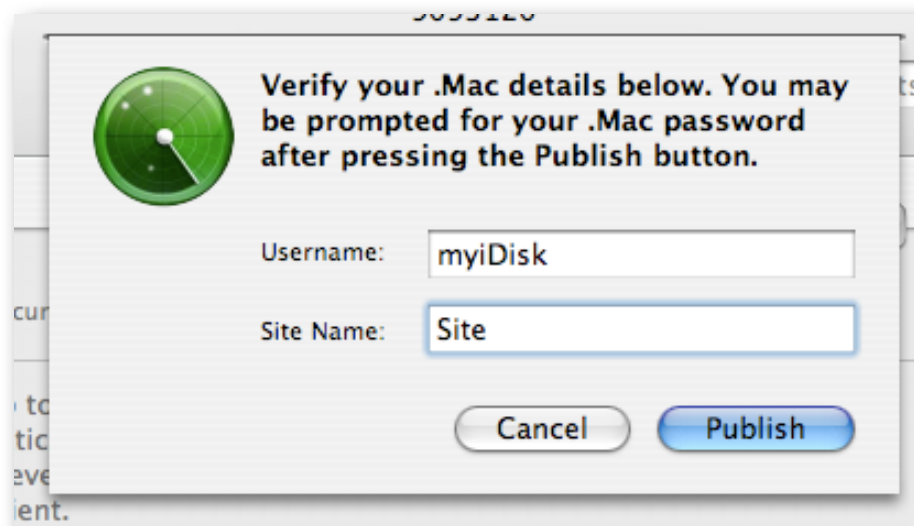 Verify your .Mac details below. You may
be prompted for your .Mac password
after pressing the Publish button.
Username: myiDisk
Site Name: Site
Cancel Publish
ient.